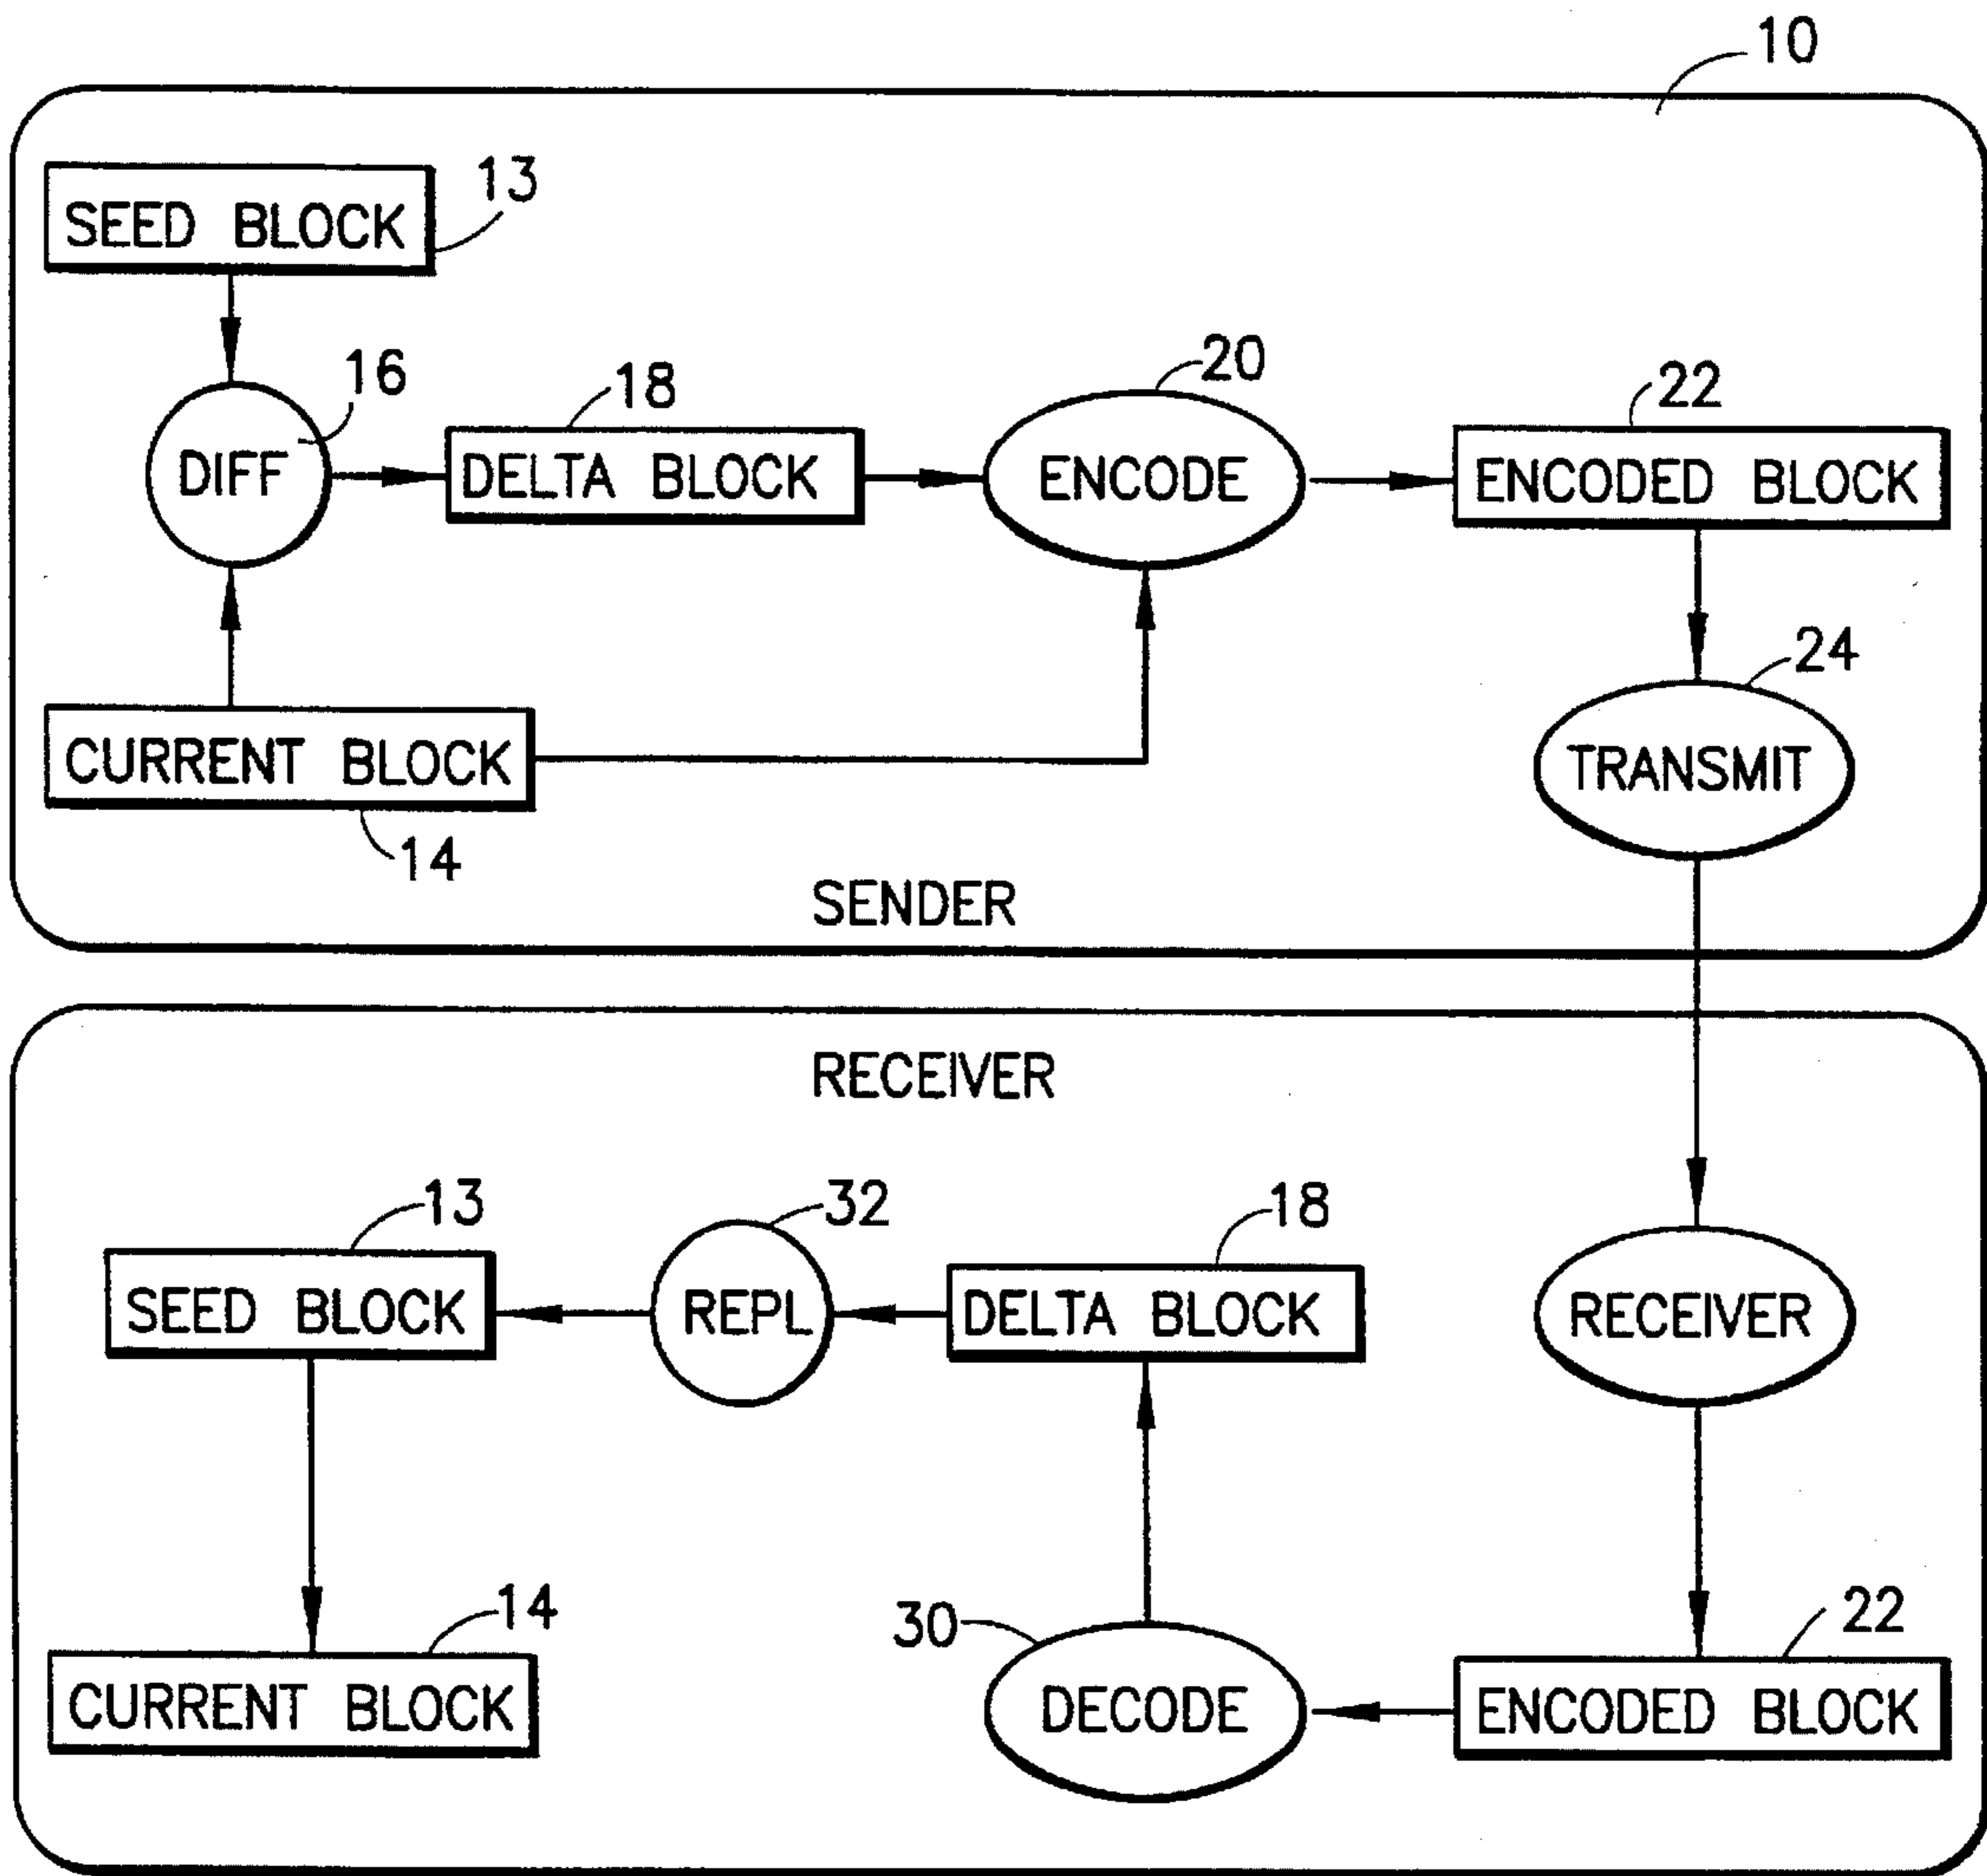 10
SEED BLOCK
13
DIFF
16
DELTA BLOCK
18
ENCODE
20
ENCODED BLOCK
22
CURRENT BLOCK
14
TRANSMIT
24
SENDER
RECEIVER
SEED BLOCK
13
REPL
32
DELTA BLOCK
18
RECEIVER
CURRENT BLOCK
14
DECODE
30
ENCODED BLOCK
22